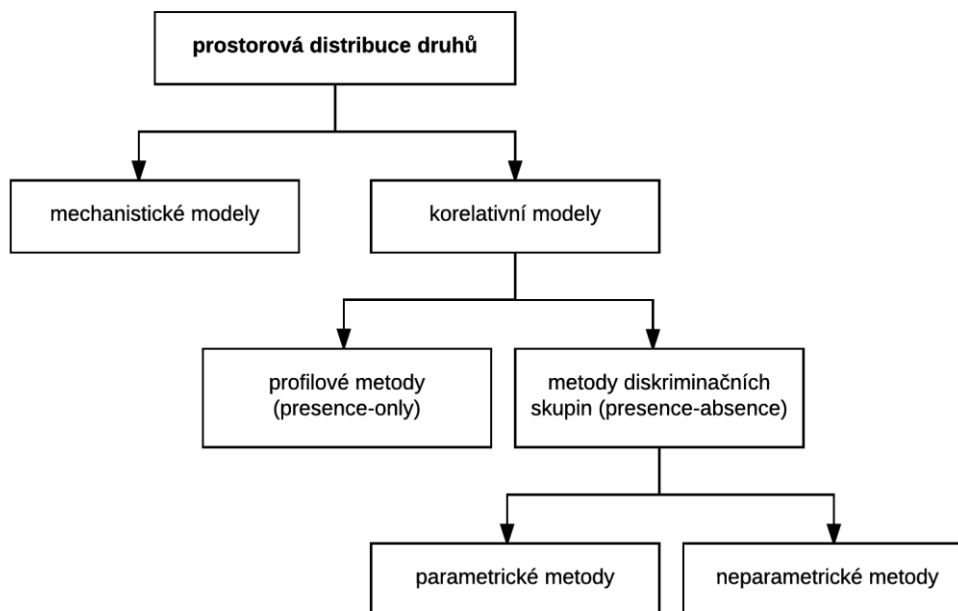 prostorová distribuce druhů
mechanistické modely
korelativní modely
profilové metody
(presence-only)
metody diskriminačních
skupin (presence-absence)
parametrické metody
neparametrické metody